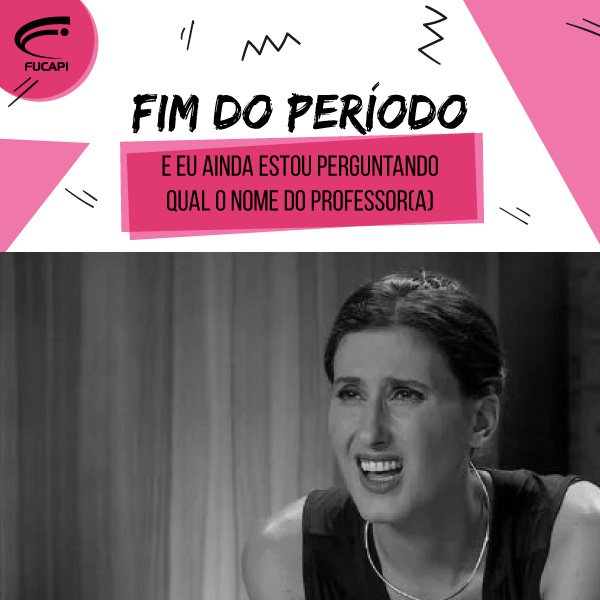 FUCAPI
FIM DO PERÍODO
E EU AINDA ESTOU PERGUNTANDO
QUAL O NOME DO PROFESSOR(A)